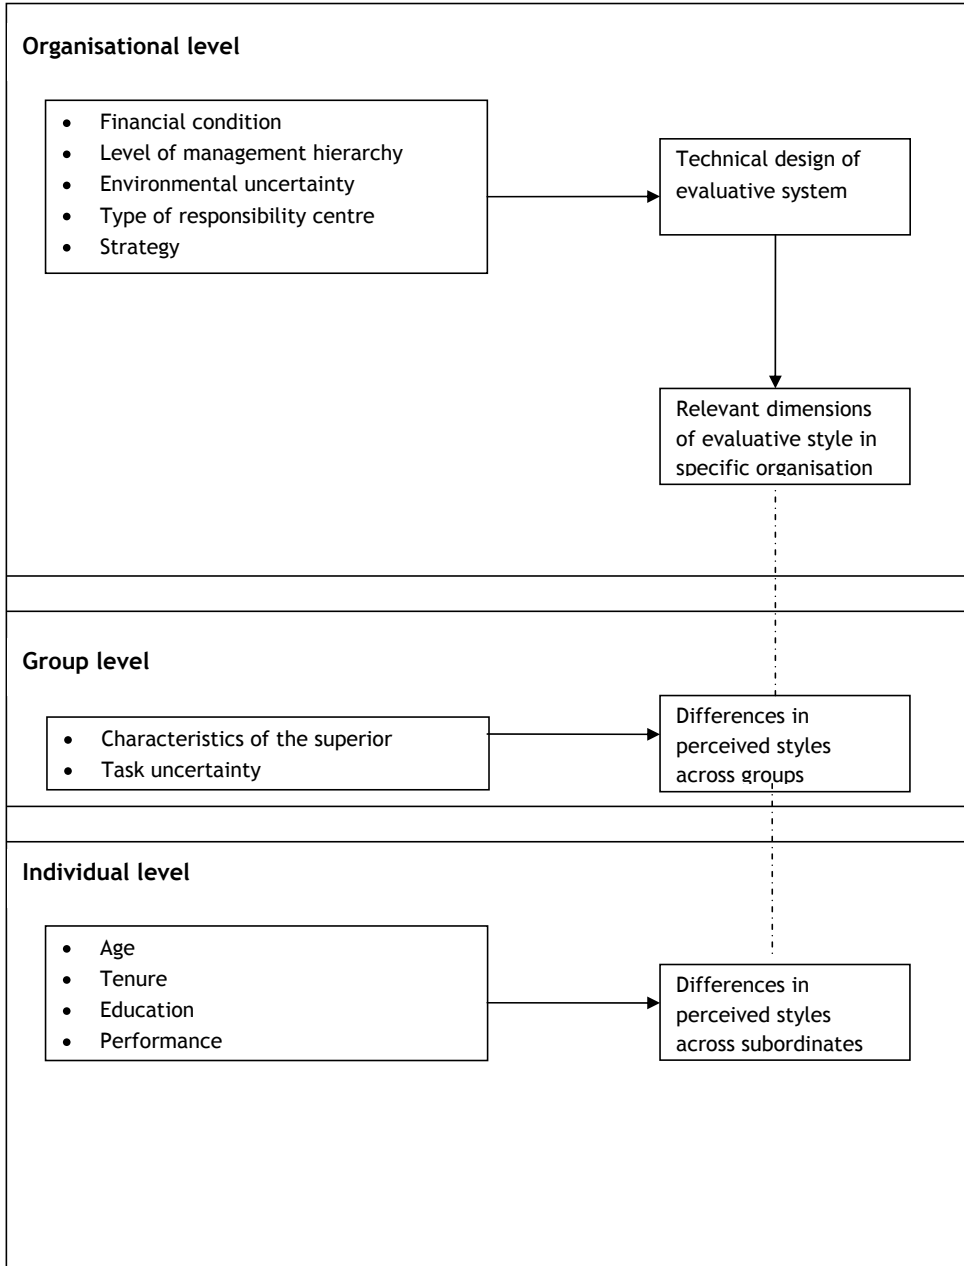 Organisational level
• Financial condition
• Level of management hierarchy
• Environmental uncertainty
• Type of responsibility centre
• Strategy
Technical design of
evaluative system
Relevant dimensions
of evaluative style in
specific organisation
Group level
• Characteristics of the superior
• Task uncertainty
Differences in
perceived styles
across groups
Individual level
• Age
• Tenure
• Education
• Performance
Differences in
perceived styles
across subordinates